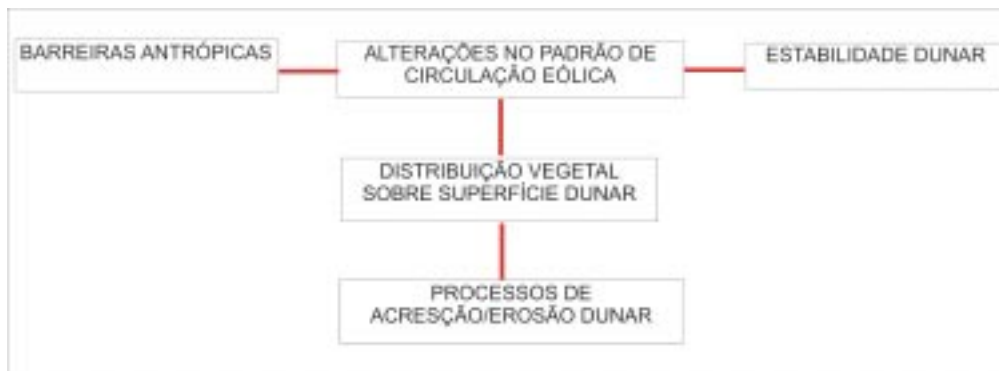 BARREIRAS ANTRÓPICAS
ALTERAÇÕES NO PADRÃO DE
CIRCULAÇÃO EÓLICA
ESTABILIDADE DUNAR
DISTRIBUIÇÃO VEGETAL
SOBRE SUPERFÍCIE DUNAR
PROCESSOS DE
ACRESÇÃO/EROSÃO DUNAR